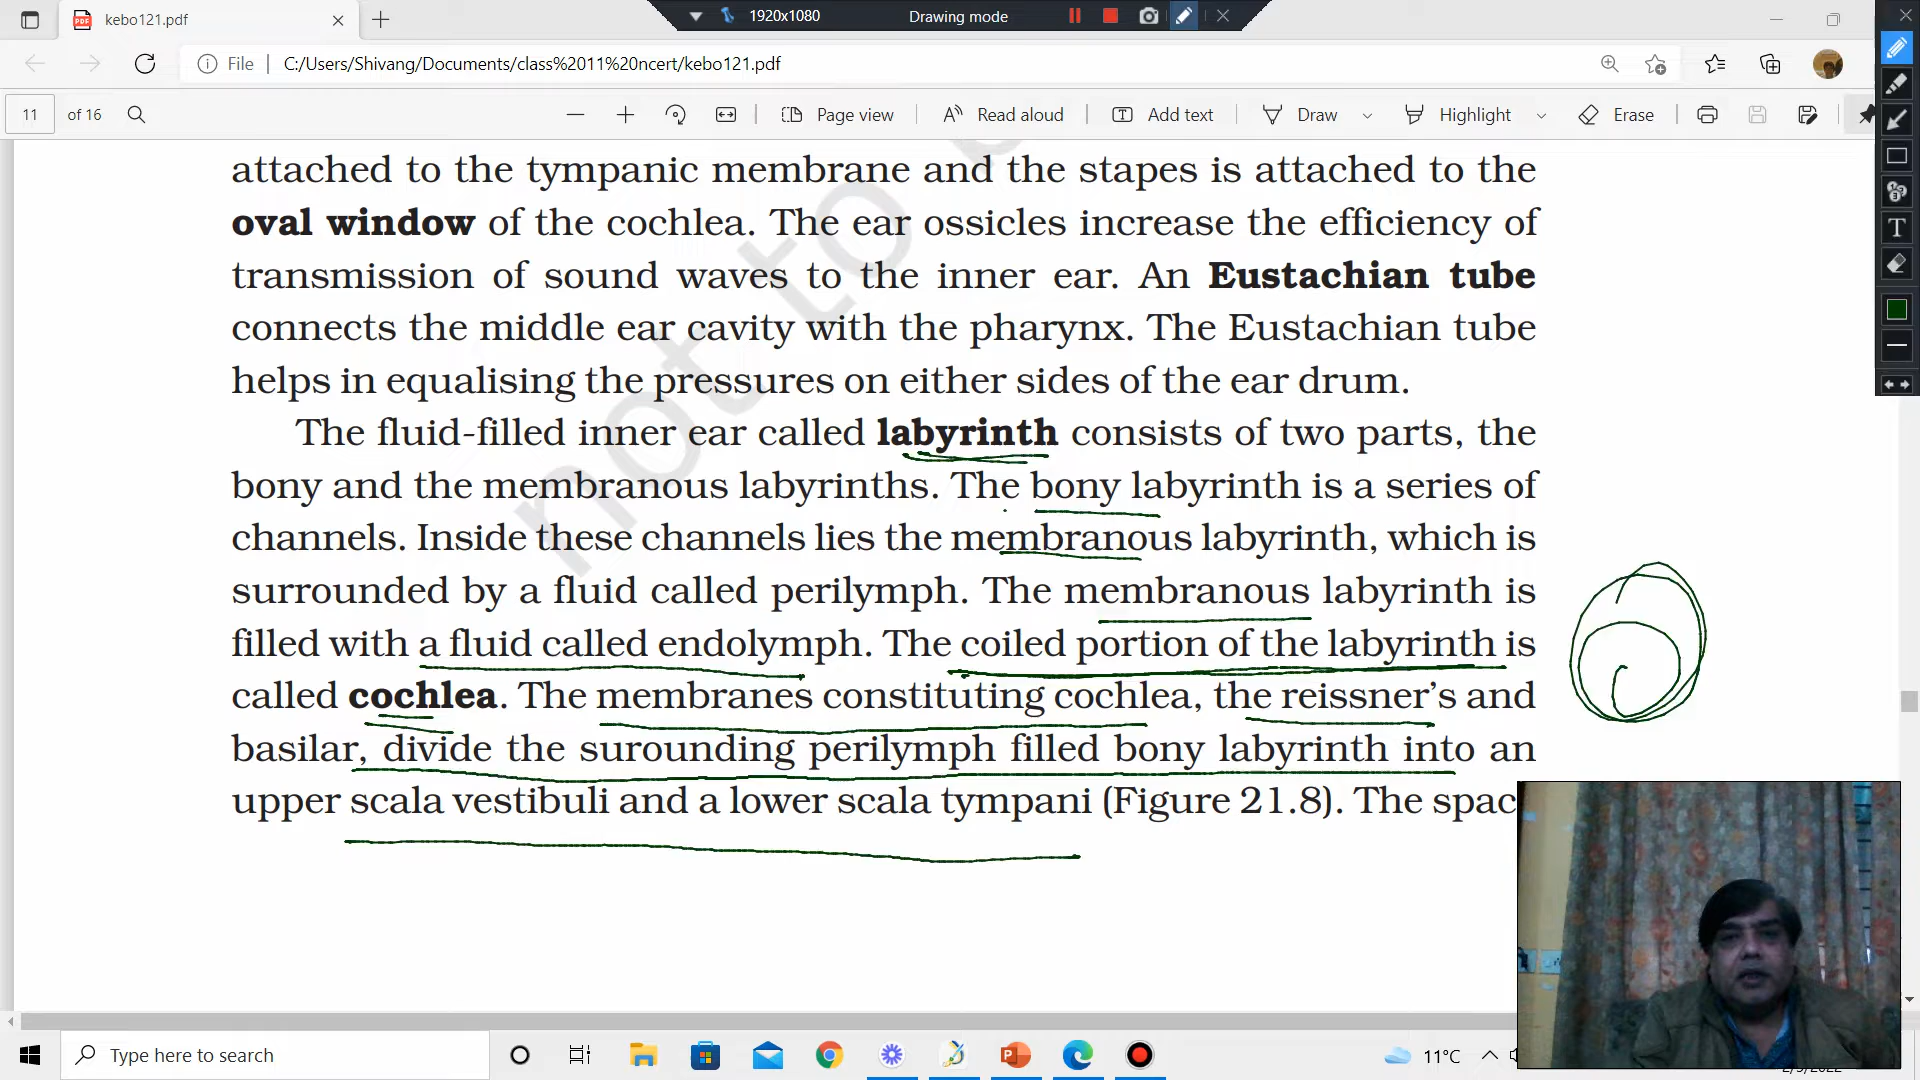 kebo121.pdf
1920x1080 Drawing mode
File C:/Users/Shivang/Documents/class%2011%20ncert/kebo121.pdf
11 of 16 Page view Read aloud Add text Draw Highlight Erase
attached to the tympanic membrane and the stapes is attached to the
oval window of the cochlea. The ear ossicles increase the efficiency of
transmission of sound waves to the inner ear. An Eustachian tube
connects the middle ear cavity with the pharynx. The Eustachian tube
helps in equalising the pressures on either sides of the ear drum.
The fluid-filled inner ear called labyrinth consists of two parts, the
bony and the membranous labyrinths. The bony labyrinth is a series of
channels. Inside these channels lies the membranous labyrinth, which is
surrounded by a fluid called perilymph. The membranous labyrinth is
filled with a fluid called endolymph. The coiled portion of the labyrinth is
called cochlea. The membranes constituting cochlea, the reissner's and
basilar, divide the surounding perilymph filled bony labyrinth into an
upper scala vestibuli and a lower scala tympani (Figure 21.8). The spac
not to b
Type here to search
11°C